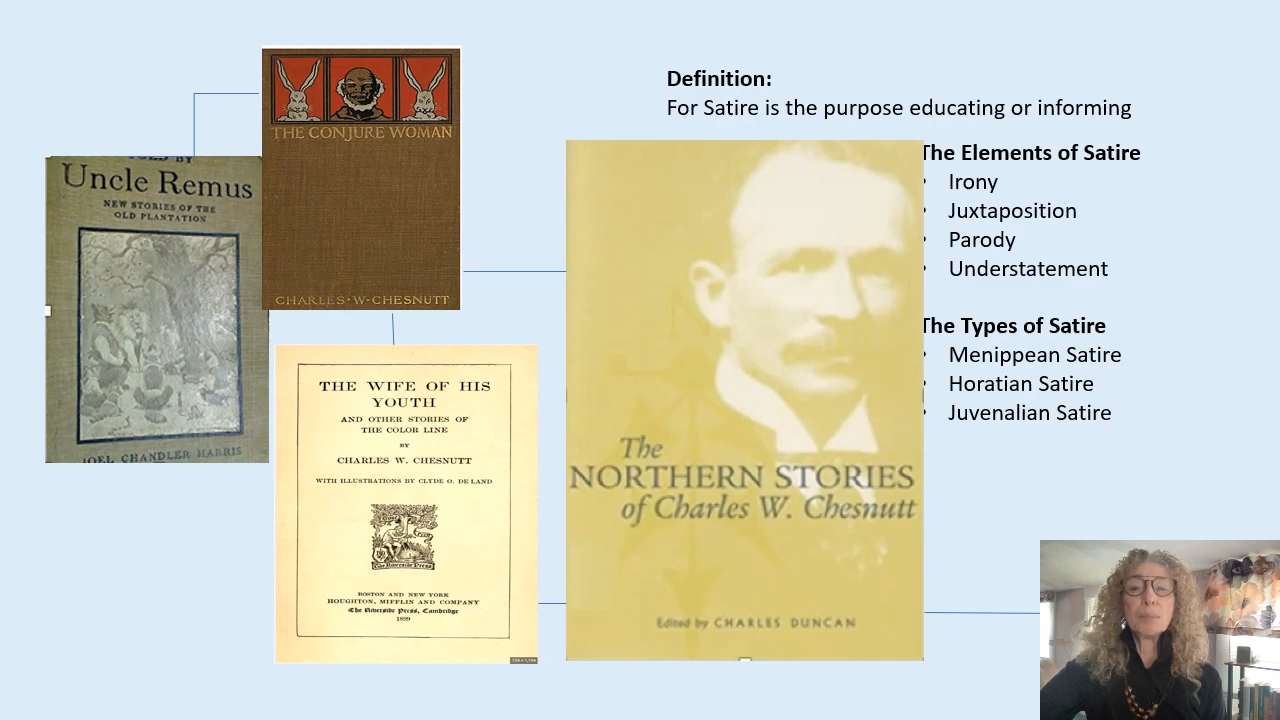 Definition:
For Satire is the purpose educating or informing
The Elements of Satire
• Irony
• Juxtaposition
• Parody
• Understatement
The Types of Satire
• Menippean Satire
• Horatian Satire
• Juvenalian Satire
THE CONJURE WOMAN
CHARLES·W·CHESNUTT
BY
Uncle Remus
NEW STORIES OF THE
OLD PLANTATION
JOEL CHANDLER HARRIS
THE WIFE OF HIS
YOUTH
AND OTHER STORIES OF
THE COLOR LINE
BY
CHARLES W. CHESNUTT
WITH ILLUSTRATIONS BY CLYDE O. DE LAND
The Riverside Press
BOSTON AND NEW YORK
HOUGHTON, MIFFLIN AND COMPANY
The Riverside Press, Cambridge
1899
The
NORTHERN STORIES
of Charles W. Chesnutt
Edited by CHARLES DUNCAN